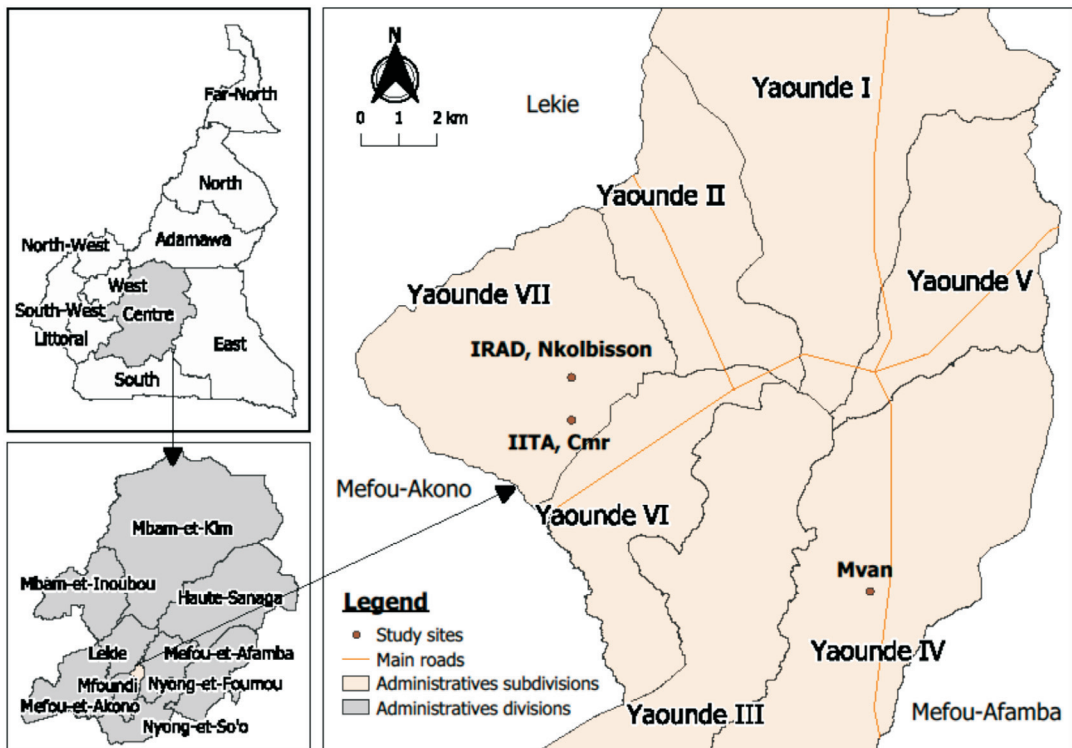 Far-North
North
Adamawa
North-West
West
South-West
Centre
Littoral
East
South
Mbam-et-Kim
Mbam-et-Inoubou
Haute-Sanaga
Lekie
Mefou-et-Afamba
Mfoundi
Nyong-et-Foumou
Mefou-et-Akono
Nyong-et-So'o
N
0 1 2 km
Lekie
Yaounde I
Yaounde II
Yaounde V
Yaounde VII
IRAD, Nkolbisson
IITA, Cmr
Mefou-Akono
Yaounde VI
Mvan
Yaounde IV
Yaounde III
Mefou-Afamba
Legend
Study sites
Main roads
Administratives subdivisions
Administratives divisions